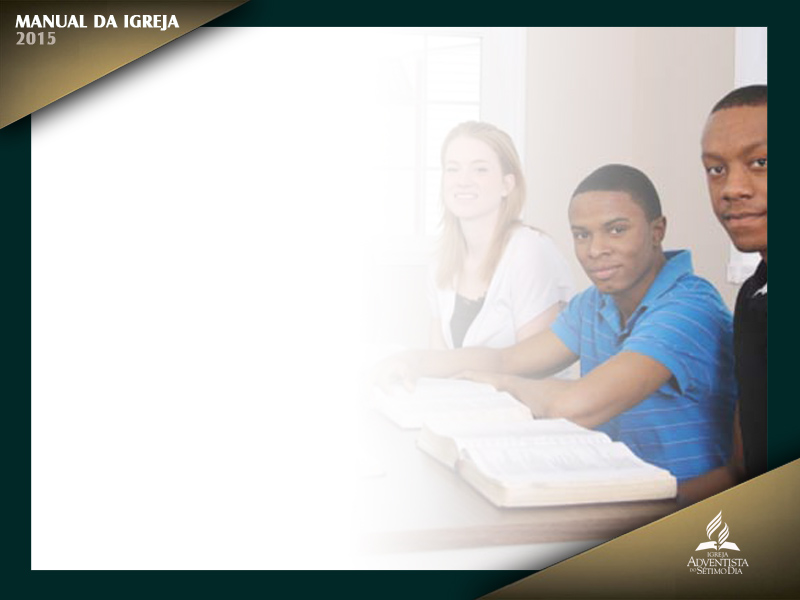 MANUAL DA IGREJA
2015
IGREJA
ADVENTISTA
DO SÉTIMO DIA